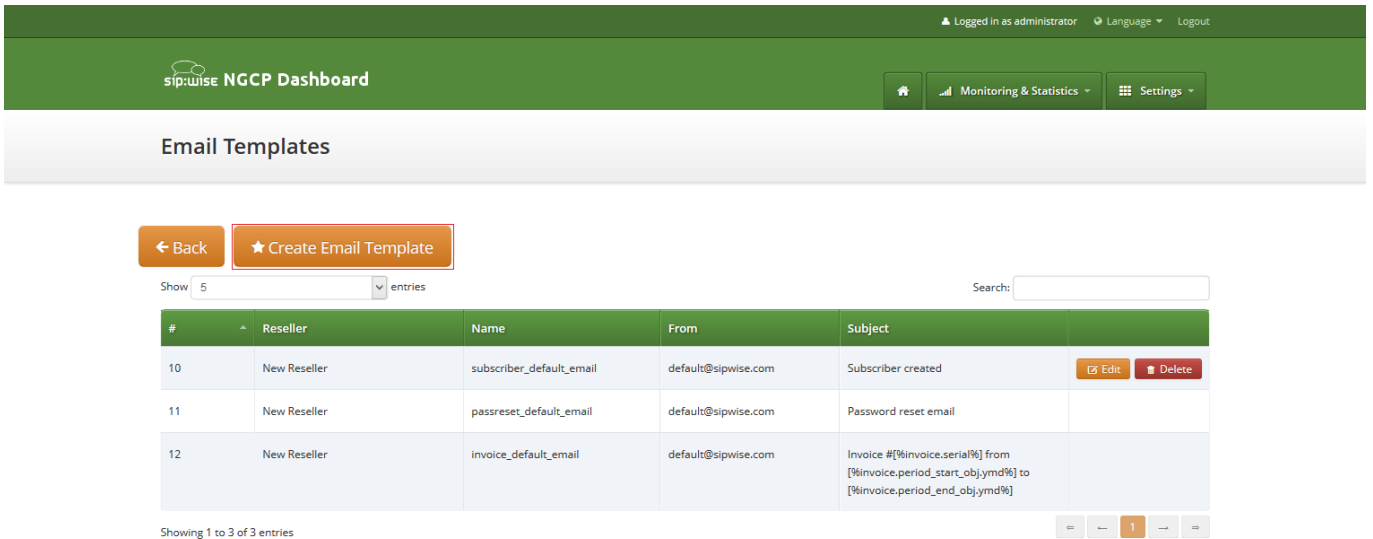 Logged in as administrator Language Logout
sip:wise NGCP Dashboard
Monitoring & Statistics Settings
Email Templates
Back Create Email Template
Show 5 entries Search:
# Reseller Name From Subject
10 New Reseller subscriber_default_email default@sipwise.com Subscriber created Edit Delete
11 New Reseller passreset_default_email default@sipwise.com Password reset email
12 New Reseller invoice_default_email default@sipwise.com Invoice #[%invoice.serial%] from
[%invoice.period_start_obj.ymd%] to
[%invoice.period_end_obj.ymd%]
Showing 1 to 3 of 3 entries ⇐ ← 1 → ⇒